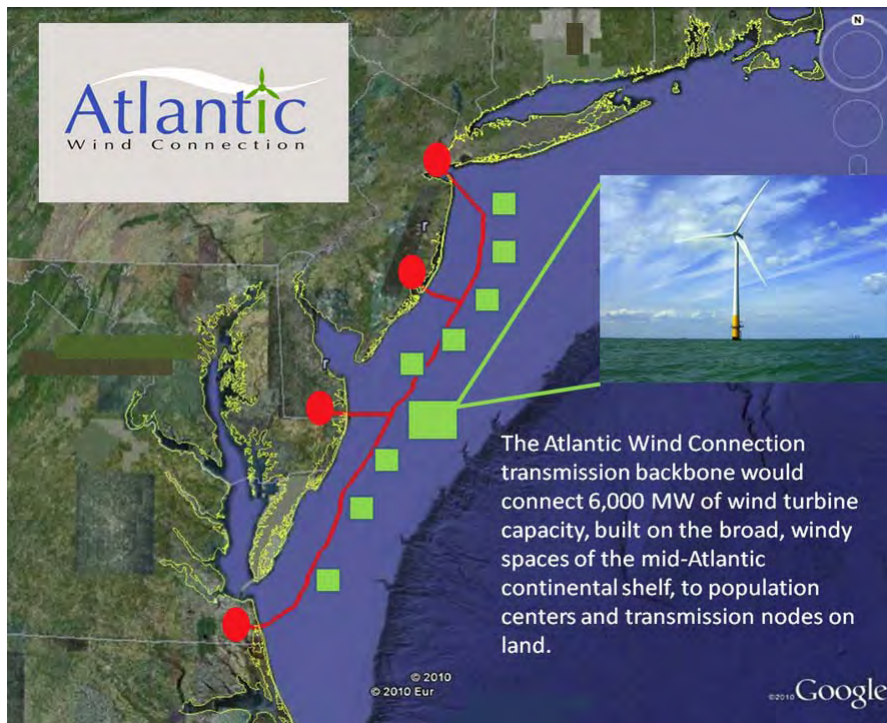 N
Atlantic
Wind Connection
r
r
The Atlantic Wind Connection
transmission backbone would
connect 6,000 MW of wind turbine
capacity, built on the broad, windy
spaces of the mid-Atlantic
continental shelf, to population
centers and transmission nodes on
land.
© 2010
© 2010 Eur
©2010 Google